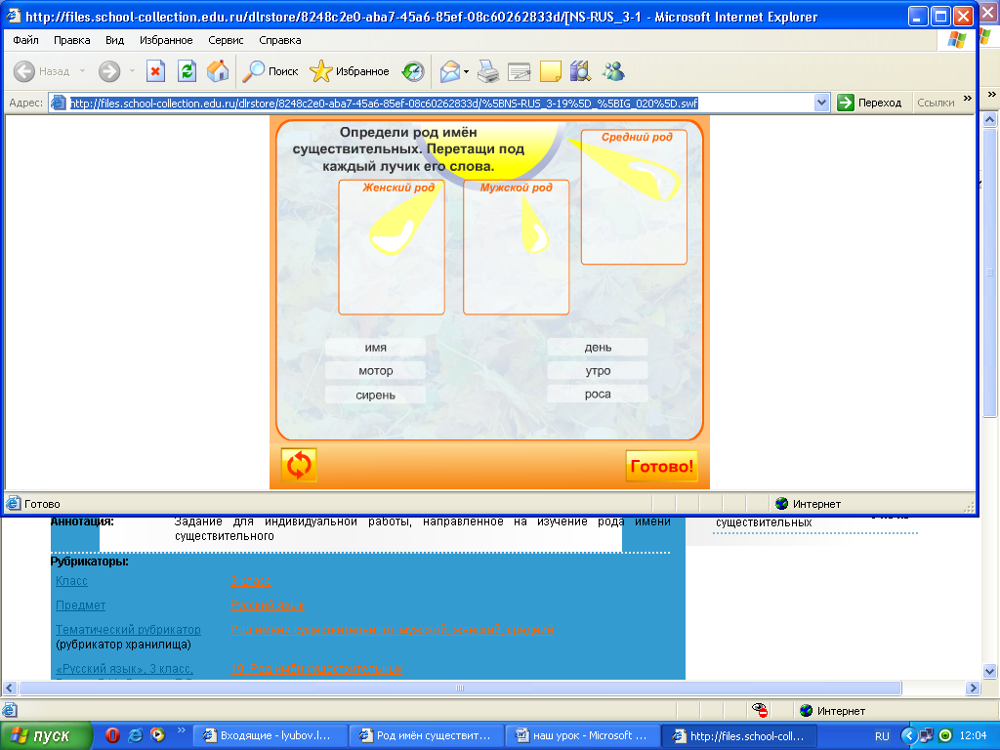 http://files.school-collection.edu.ru/dlrstore/8248c2e0-aba7-45a6-85ef-08c60262833d/[NS-RUS_3-1 - Microsoft Internet Explorer
Файл Правка Вид Избранное Сервис Справка
Назад Поиск Избранное
Адрес: http://files.school-collection.edu.ru/dlrstore/8248c2e0-aba7-45a6-85ef-08c60262833d/%5BNS-RUS_3-19%5D_%5BIG_020%5D.swf Переход Ссылки »
Определи род имён
существительных. Перетащи под
каждый лучик его слова.
Средний род
Женский род Мужской род
имя день
мотор утро
сирень роса
Готово!
Готово Интернет
Аннотация: Задание для индивидуальной работы, направленное на изучение рода имени
существительного
существительных
Рубрикаторы:
Класс
Предмет
Тематический рубрикатор
(рубрикатор хранилища)
«Русский язык», 3 класс,
Интернет
пуск » Входящие - lyubov.l... Род имён существит... наш урок - Microsoft ... http://files.school-coll... RU 12:04